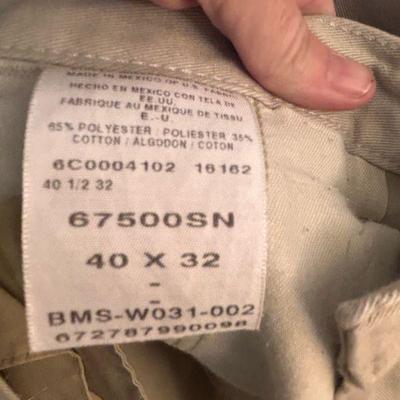 MADE IN MEXICO OF U.S. FABRIC
HECHO EN MEXICO CON TELA DE
EE.UU.
FABRIQUE AU MEXIQUE DE TISSU
E.-U.
65% POLYESTER / POLIESTER 35%
COTTON / ALGODON / COTON
6C0004102 16162
40 1/2 32
67500SN
40 X 32
-
-
BMS-W031-002
672787990098